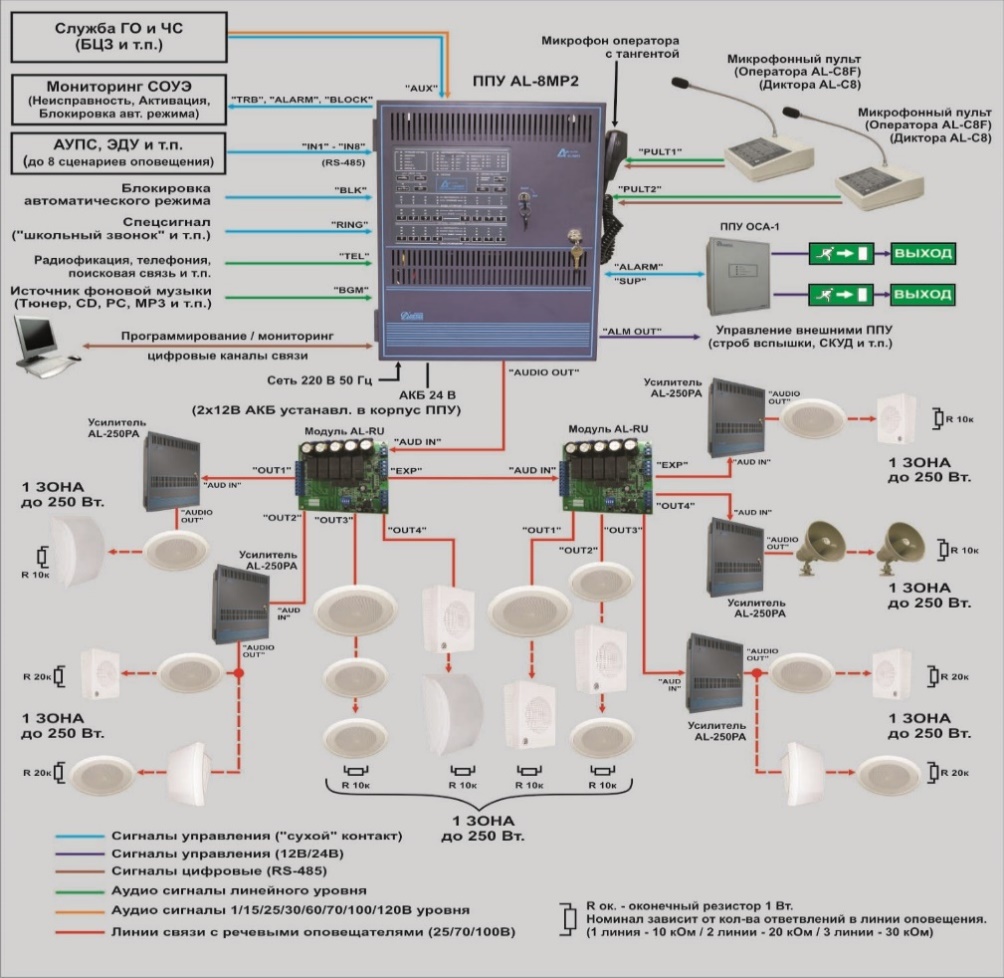 Служба ГО и ЧС
(БЦЗ и т.п.)
Мониторинг СОУЭ
(Неисправность, Активация,
Блокировка авт. режима)
АУПС, ЭДУ и т.п.
(до 8 сценариев оповещения)
Блокировка
автоматического режима
Спецсигнал
("школьный звонок" и т.п.)
Радиофикация, телефония,
поисковая связь и т.п.
Источник фоновой музыки
(Тюнер, CD, PC, MP3 и т.п.)
Программирование / мониторинг
цифровые каналы связи
"AUX"
"TRB", "ALARM", "BLOCK"
"IN1" - "IN8"
(RS-485)
"BLK"
"RING"
"TEL"
"BGM"
ППУ AL-8MP2
Микрофон оператора
с тангентой
Микрофонный пульт
(Оператора AL-C8F)
(Диктора AL-C8)
Микрофонный пульт
(Оператора AL-C8F)
(Диктора AL-C8)
"PULT1"
"PULT2"
ППУ ОСА-1
"ALARM"
"SUP"
ВЫХОД
ВЫХОД
"ALM OUT"
Управление внешними ППУ
(строб вспышки, СКУД и т.п.)
Сеть 220 В 50 Гц
АКБ 24 В
(2х12В АКБ устанавл. в корпус ППУ)
"AUDIO OUT"
Усилитель
AL-250PA
Модуль AL-RU
"AUD IN"
Модуль AL-RU
Усилитель
AL-250PA
"AUDIO
OUT"
R 10к
1 ЗОНА
до 250 Вт.
"OUT1"
"AUD IN"
"EXP"
"AUD IN"
"EXP"
"AUD IN"
1 ЗОНА
до 250 Вт.
"AUDIO
OUT"
"OUT2"
"OUT3"
"OUT4"
"OUT1"
"OUT2"
"OUT3"
"OUT4"
"AUD IN"
"AUDIO
OUT"
R 10к
R 10к
Усилитель
AL-250PA
"AUD
IN"
"AUDIO
OUT"
Усилитель
AL-250PA
1 ЗОНА
до 250 Вт.
R 20к
"AUD
IN"
"AUDIO
OUT"
R 20к
1 ЗОНА
до 250 Вт.
Усилитель
AL-250PA
1 ЗОНА
до 250 Вт.
R 20к
R 20к
R 10к
R 10к
R 10к
R 10к
1 ЗОНА
до 250 Вт.
Сигналы управления ("сухой" контакт)
Сигналы управления (12В/24В)
Сигналы цифровые (RS-485)
Аудио сигналы линейного уровня
Аудио сигналы 1/15/25/30/60/70/100/120В уровня
Линии связи с речевыми оповещателями (25/70/100В)
R ок. - оконечный резистор 1 Вт.
Номинал зависит от кол-ва ответвлений в линии оповещения.
(1 линия - 10 кОм / 2 линии - 20 кОм / 3 линии - 30 кОм)